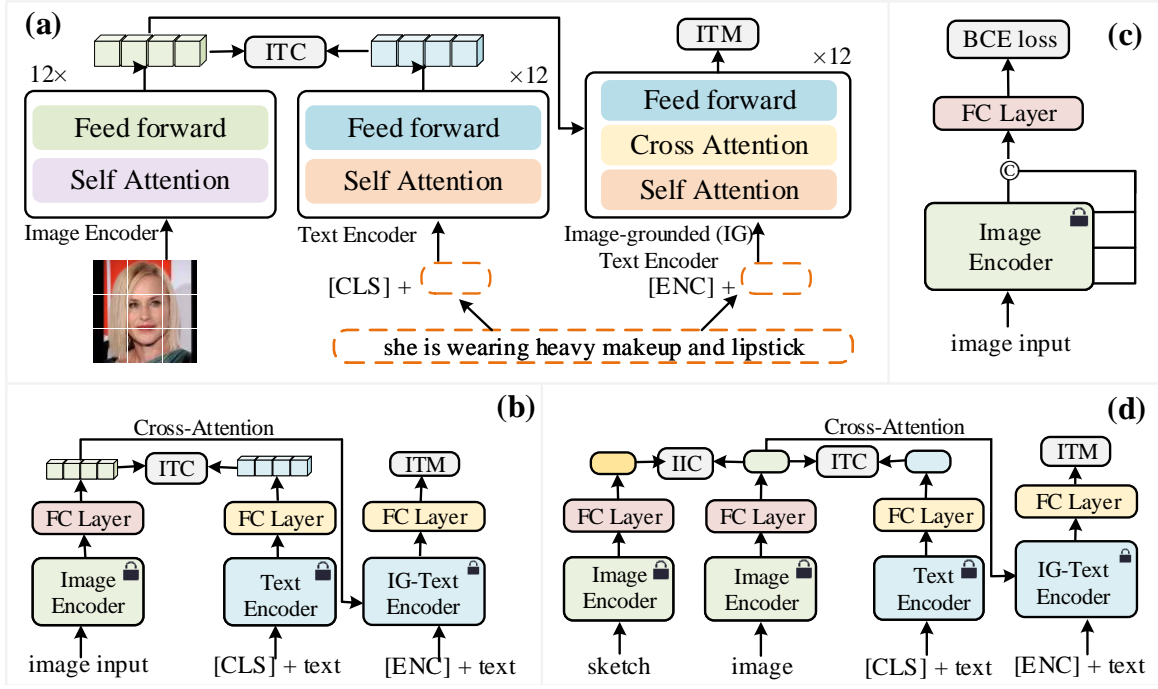 (a)
ITC
ITM
12×
×12
×12
Feed forward
Self Attention
Feed forward
Self Attention
Feed forward
Cross Attention
Self Attention
Image Encoder
Text Encoder
Image-grounded (IG)
Text Encoder
[CLS] +
[ENC] +
she is wearing heavy makeup and lipstick
(c)
BCE loss
FC Layer
©
Image
Encoder
image input
(b)
Cross-Attention
ITC
ITM
FC Layer
FC Layer
FC Layer
Image
Encoder
Text
Encoder
IG-Text
Encoder
image input
[CLS] + text
[ENC] + text
(d)
Cross-Attention
IIC
ITC
ITM
FC Layer
FC Layer
FC Layer
FC Layer
Image
Encoder
Image
Encoder
Text
Encoder
IG-Text
Encoder
sketch
image
[CLS] + text
[ENC] + text